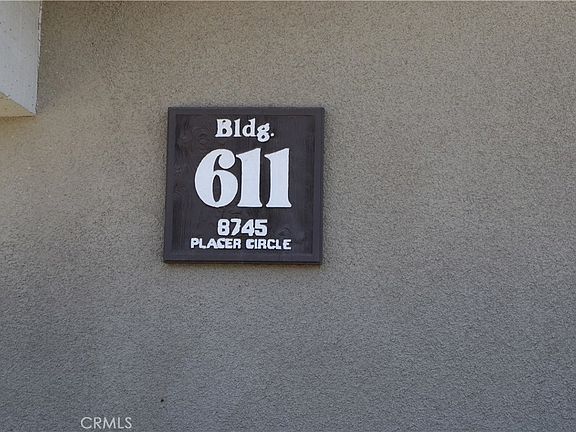 Bldg.
611
8745
PLACER CIRCLE
CRMLS